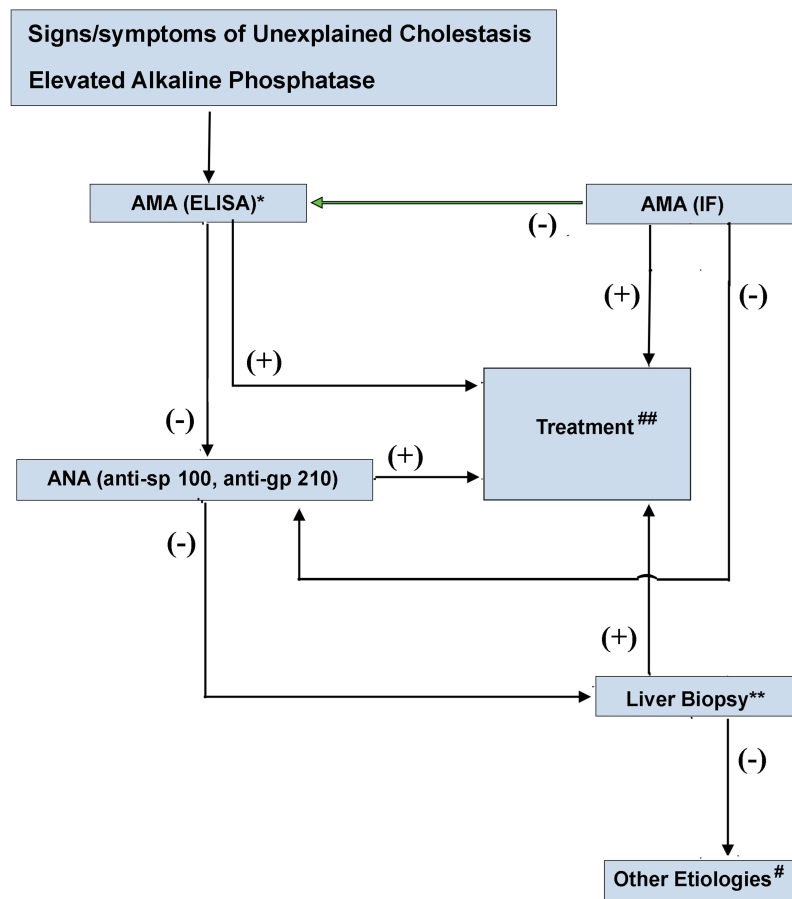 Signs/symptoms of Unexplained Cholestasis
Elevated Alkaline Phosphatase
AMA (ELISA)*
AMA (IF)
(-)
(+)
(-)
(+)
Treatment ##
(-)
(+)
ANA (anti-sp 100, anti-gp 210)
(-)
(+)
Liver Biopsy**
(-)
Other Etiologies#